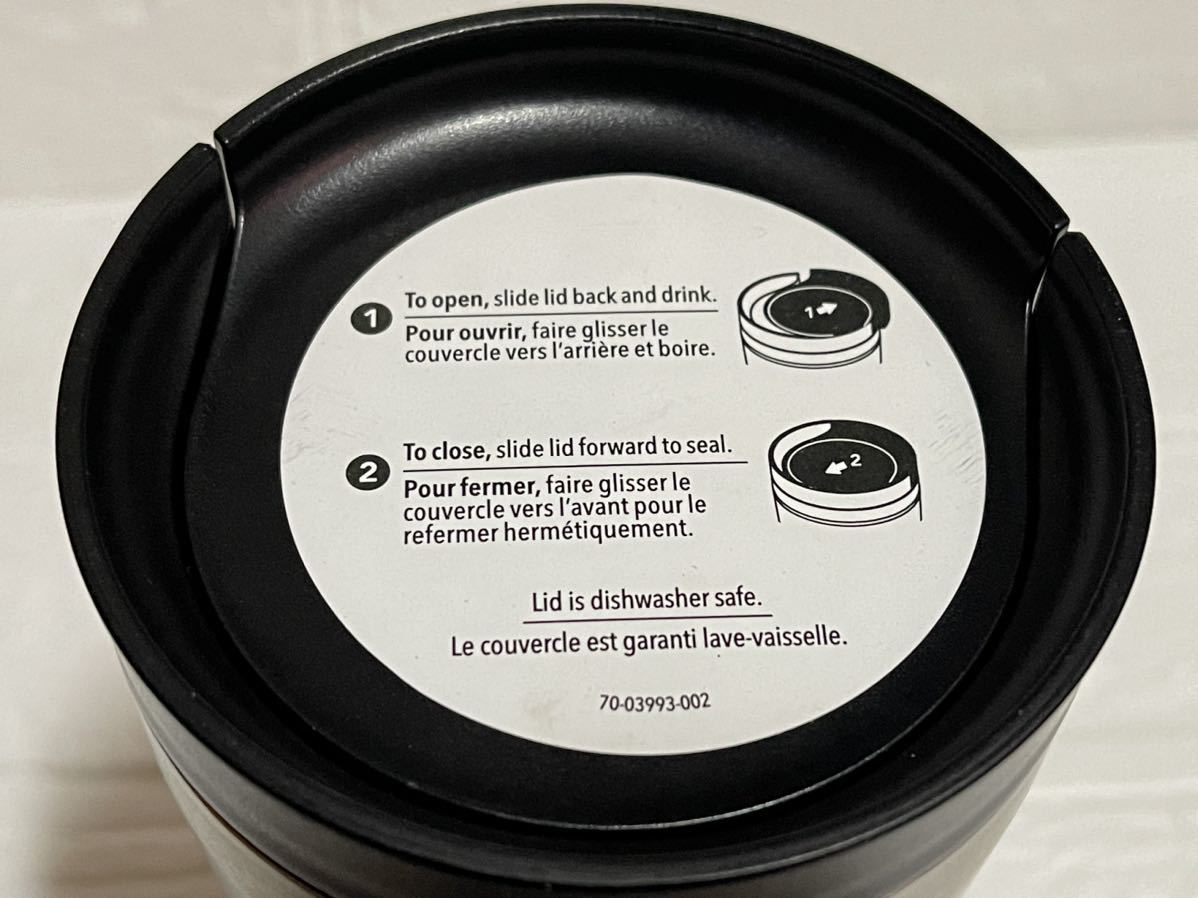 1 To open, slide lid back and drink.
Pour ouvrir, faire glisser le
couvercle vers l'arrière et boire.
1
2 To close, slide lid forward to seal.
Pour fermer, faire glisser le
couvercle vers l'avant pour le
refermer hermétiquement.
2
Lid is dishwasher safe.
Le couvercle est garanti lave-vaisselle.
70-03993-002